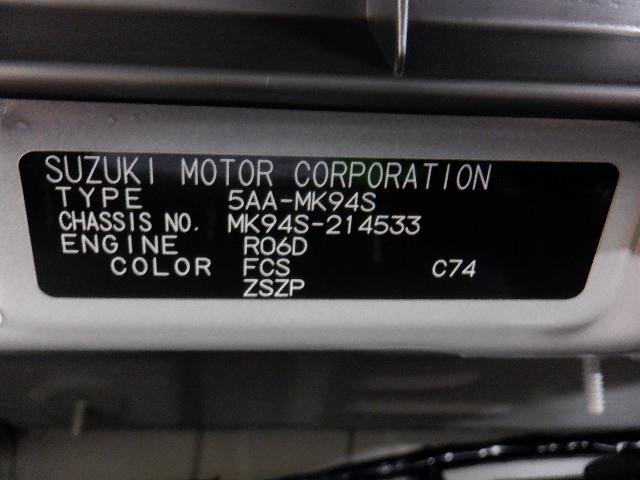 SUZUKI MOTOR CORPORATION
TYPE 5AA-MK94S
CHASSIS NO. MK94S-214533
ENGINE R06D
COLOR FCS C74
ZSZP